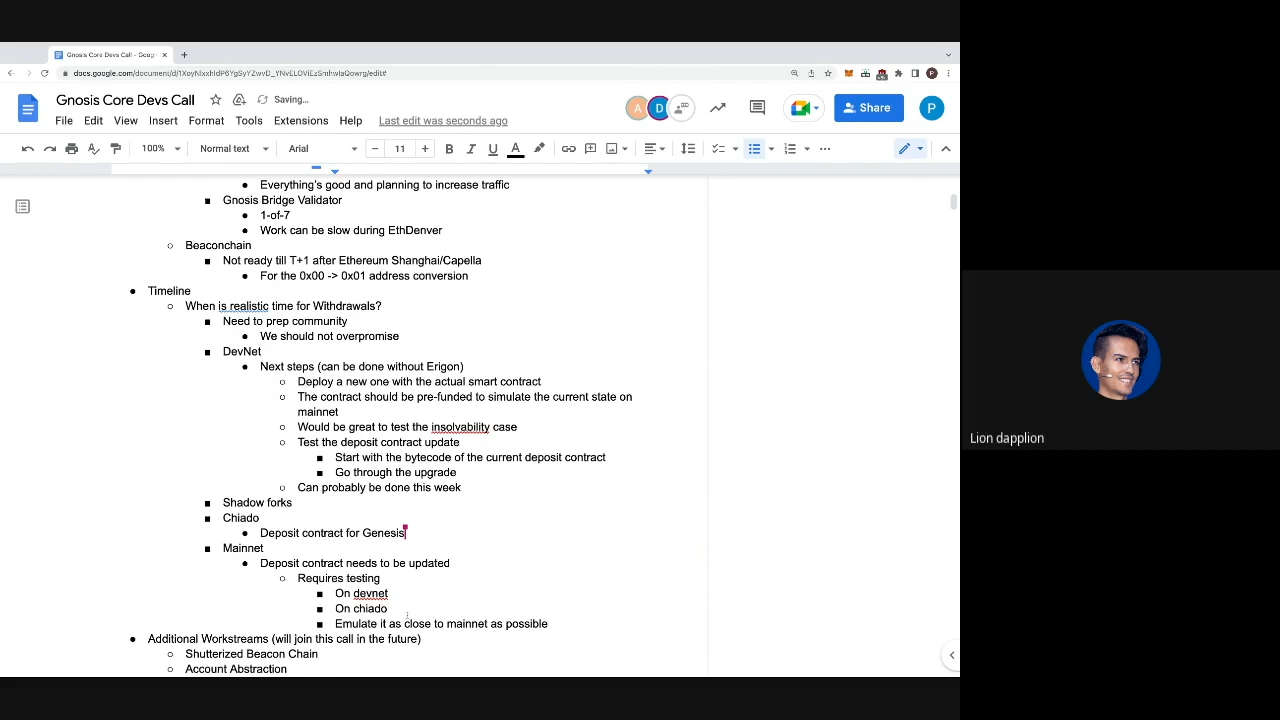 Gnosis Core Devs Call - Goog
Gnosis Core Devs Call
Saving...
File Edit View Insert Format Tools Extensions Help Last edit was seconds ago
A D Share P
100% Normal text Arial 11
Everything's good and planning to increase traffic
Gnosis Bridge Validator
1-of-7
Work can be slow during EthDenver
Beaconchain
Not ready till T+1 after Ethereum Shanghai/Capella
For the 0x00 -> 0x01 address conversion
Timeline
When is realistic time for Withdrawals?
Need to prep community
We should not overpromise
DevNet
Next steps (can be done without Erigon)
Deploy a new one with the actual smart contract
The contract should be pre-funded to simulate the current state on
mainnet
Would be great to test the insolvability case
Test the deposit contract update
Start with the bytecode of the current deposit contract
Go through the upgrade
Can probably be done this week
Shadow forks
Chiado
Deposit contract for Genesis
Mainnet
Deposit contract needs to be updated
Requires testing
On devnet
On chiado
Emulate it as close to mainnet as possible
Additional Workstreams (will join this call in the future)
Shutterized Beacon Chain
Account Abstraction
Lion dapplion